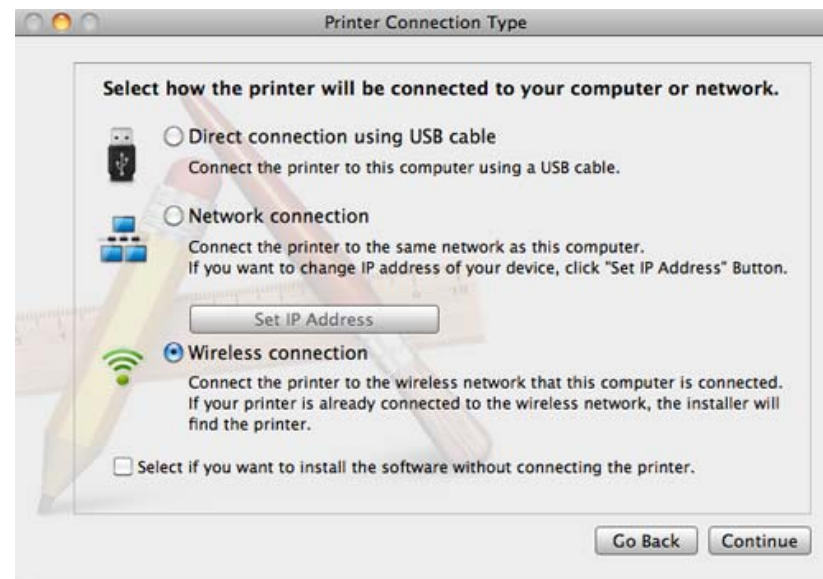 Printer Connection Type
Select how the printer will be connected to your computer or network.
Direct connection using USB cable
Connect the printer to this computer using a USB cable.
Network connection
Connect the printer to the same network as this computer.
If you want to change IP address of your device, click "Set IP Address" Button.
Set IP Address
Wireless connection
Connect the printer to the wireless network that this computer is connected.
If your printer is already connected to the wireless network, the installer will
find the printer.
Select if you want to install the software without connecting the printer.
Go Back
Continue